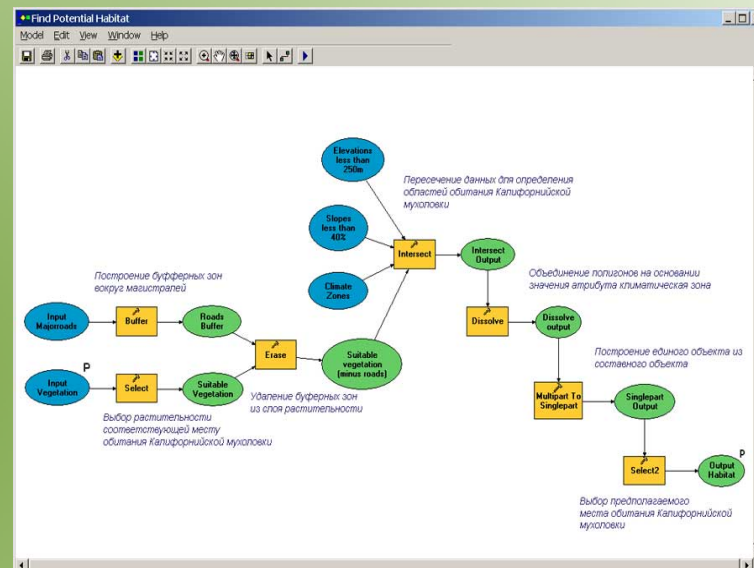 Find Potential Habitat
Model Edit View Window Help
Elevations
less than
250m
Пересечение данных для определения
областей обитания Калифорнийской
мухоловки
Slopes
less than
40%
Intersect
Intersect
Output
Climate
Zones
Построение буфферных зон
вокруг магистралей
Объединение полигонов на основании
значения атрибута климатическая зона
Input
Majorroads
Buffer
Roads
Buffer
Dissolve
Dissolve
output
Erase
Suitable
vegetation
(minus roads)
P
Input
Vegetation
Select
Suitable
Vegetation
Построение единого объекта из
составного объекта
Удаление буферных зон
из слоя растительности
Multipart To
Singlepart
Singlepart
Output
Выбор растительности
соответствующей месту
обитания Калифорнийской мухоловки
P
Select2
Output
Habitat
Выбор предполагаемого
места обитания Калифорнийской
мухоловки